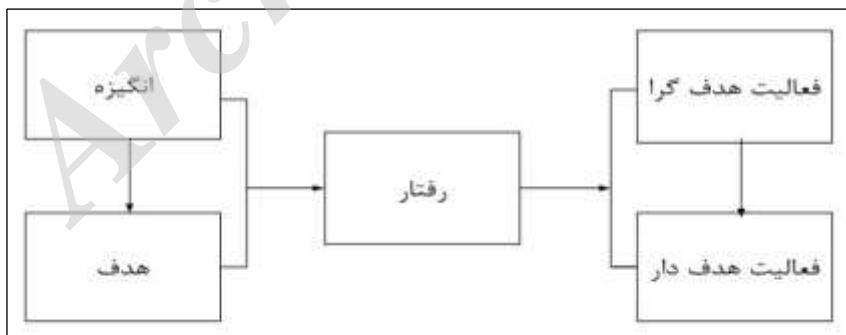 انگیزه
هدف
رفتار
فعالیت هدف گرا
فعالیت هدف دار